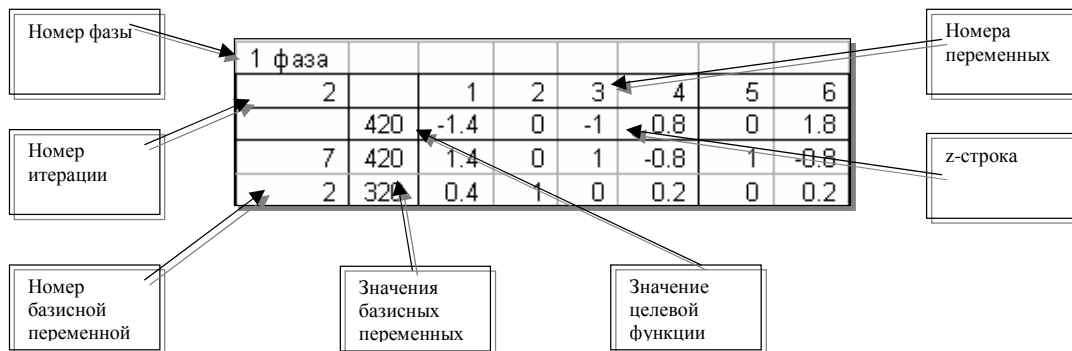 Номер фазы
Номера
переменных
1 фаза
2 1 2 3 4 5 6
420 -1.4 0 -1 0.8 0 1.8
7 420 1.4 0 1 -0.8 1 -0.8
2 320 0.4 1 0 0.2 0 0.2
Номер
итерации
z-строка
Номер
базисной
переменной
Значения
базисных
переменных
Значение
целевой
функции